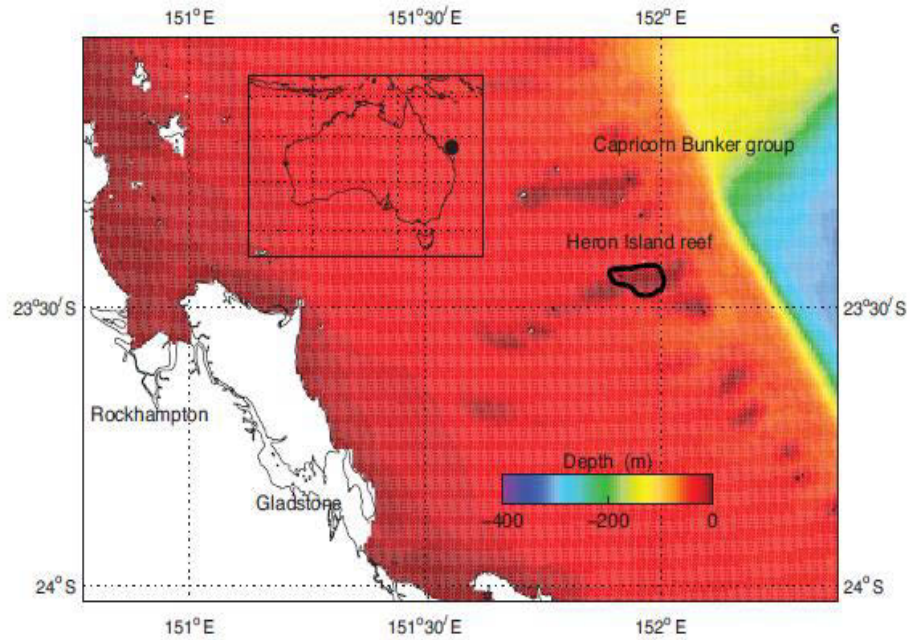 151° E 151°30′ E 152° E
c
Capricorn Bunker group
Heron Island reef
23°30′ S 23°30′ S
Rockhampton
Depth (m)
−400 −200 0
Gladstone
24° S 24° S
151° E 151°30′ E 152° E